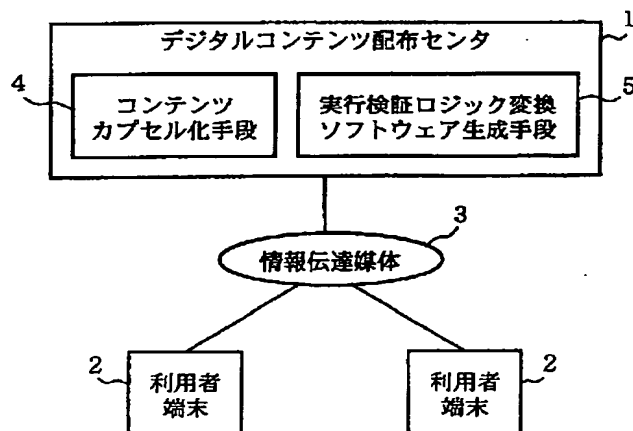 1
デジタルコンテンツ配布センタ
4
コンテンツ
カプセル化手段
実行検証ロジック変換
ソフトウェア生成手段
5
3
情報伝達媒体
2
利用者
端末
利用者
端末
2